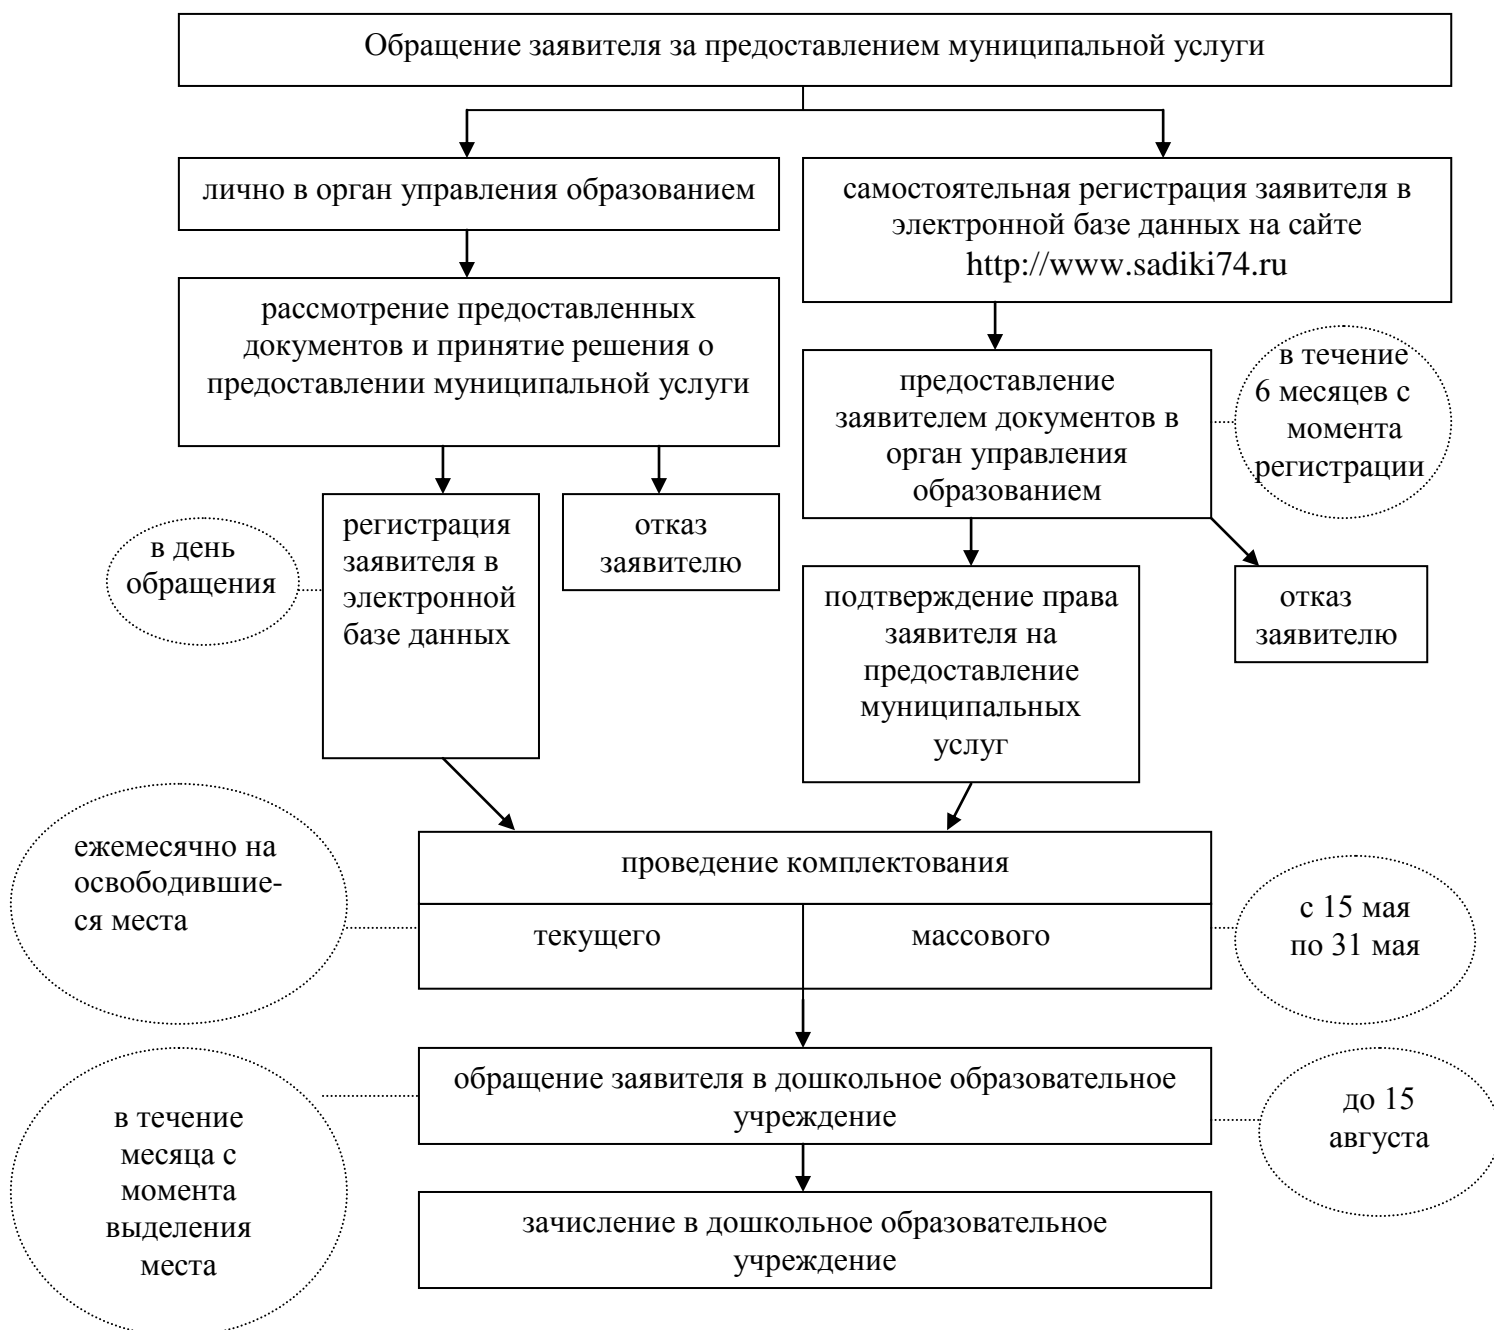 Обращение заявителя за предоставлением муниципальной услуги
лично в орган управления образованием
самостоятельная регистрация заявителя в
электронной базе данных на сайте
http://www.sadiki74.ru
рассмотрение предоставленных
документов и принятие решения о
предоставлении муниципальной услуги
предоставление
заявителем документов в
орган управления
образованием
в течение
6 месяцев с
момента
регистрации
в день
обращения
регистрация
заявителя в
электронной
базе данных
отказ
заявителю
подтверждение права
заявителя на
предоставление
муниципальных
услуг
отказ
заявителю
ежемесячно на
освободившие-
ся места
проведение комплектования
текущего
массового
с 15 мая
по 31 мая
в течение
месяца с
момента
выделения
места
обращение заявителя в дошкольное образовательное
учреждение
до 15
августа
зачисление в дошкольное образовательное
учреждение